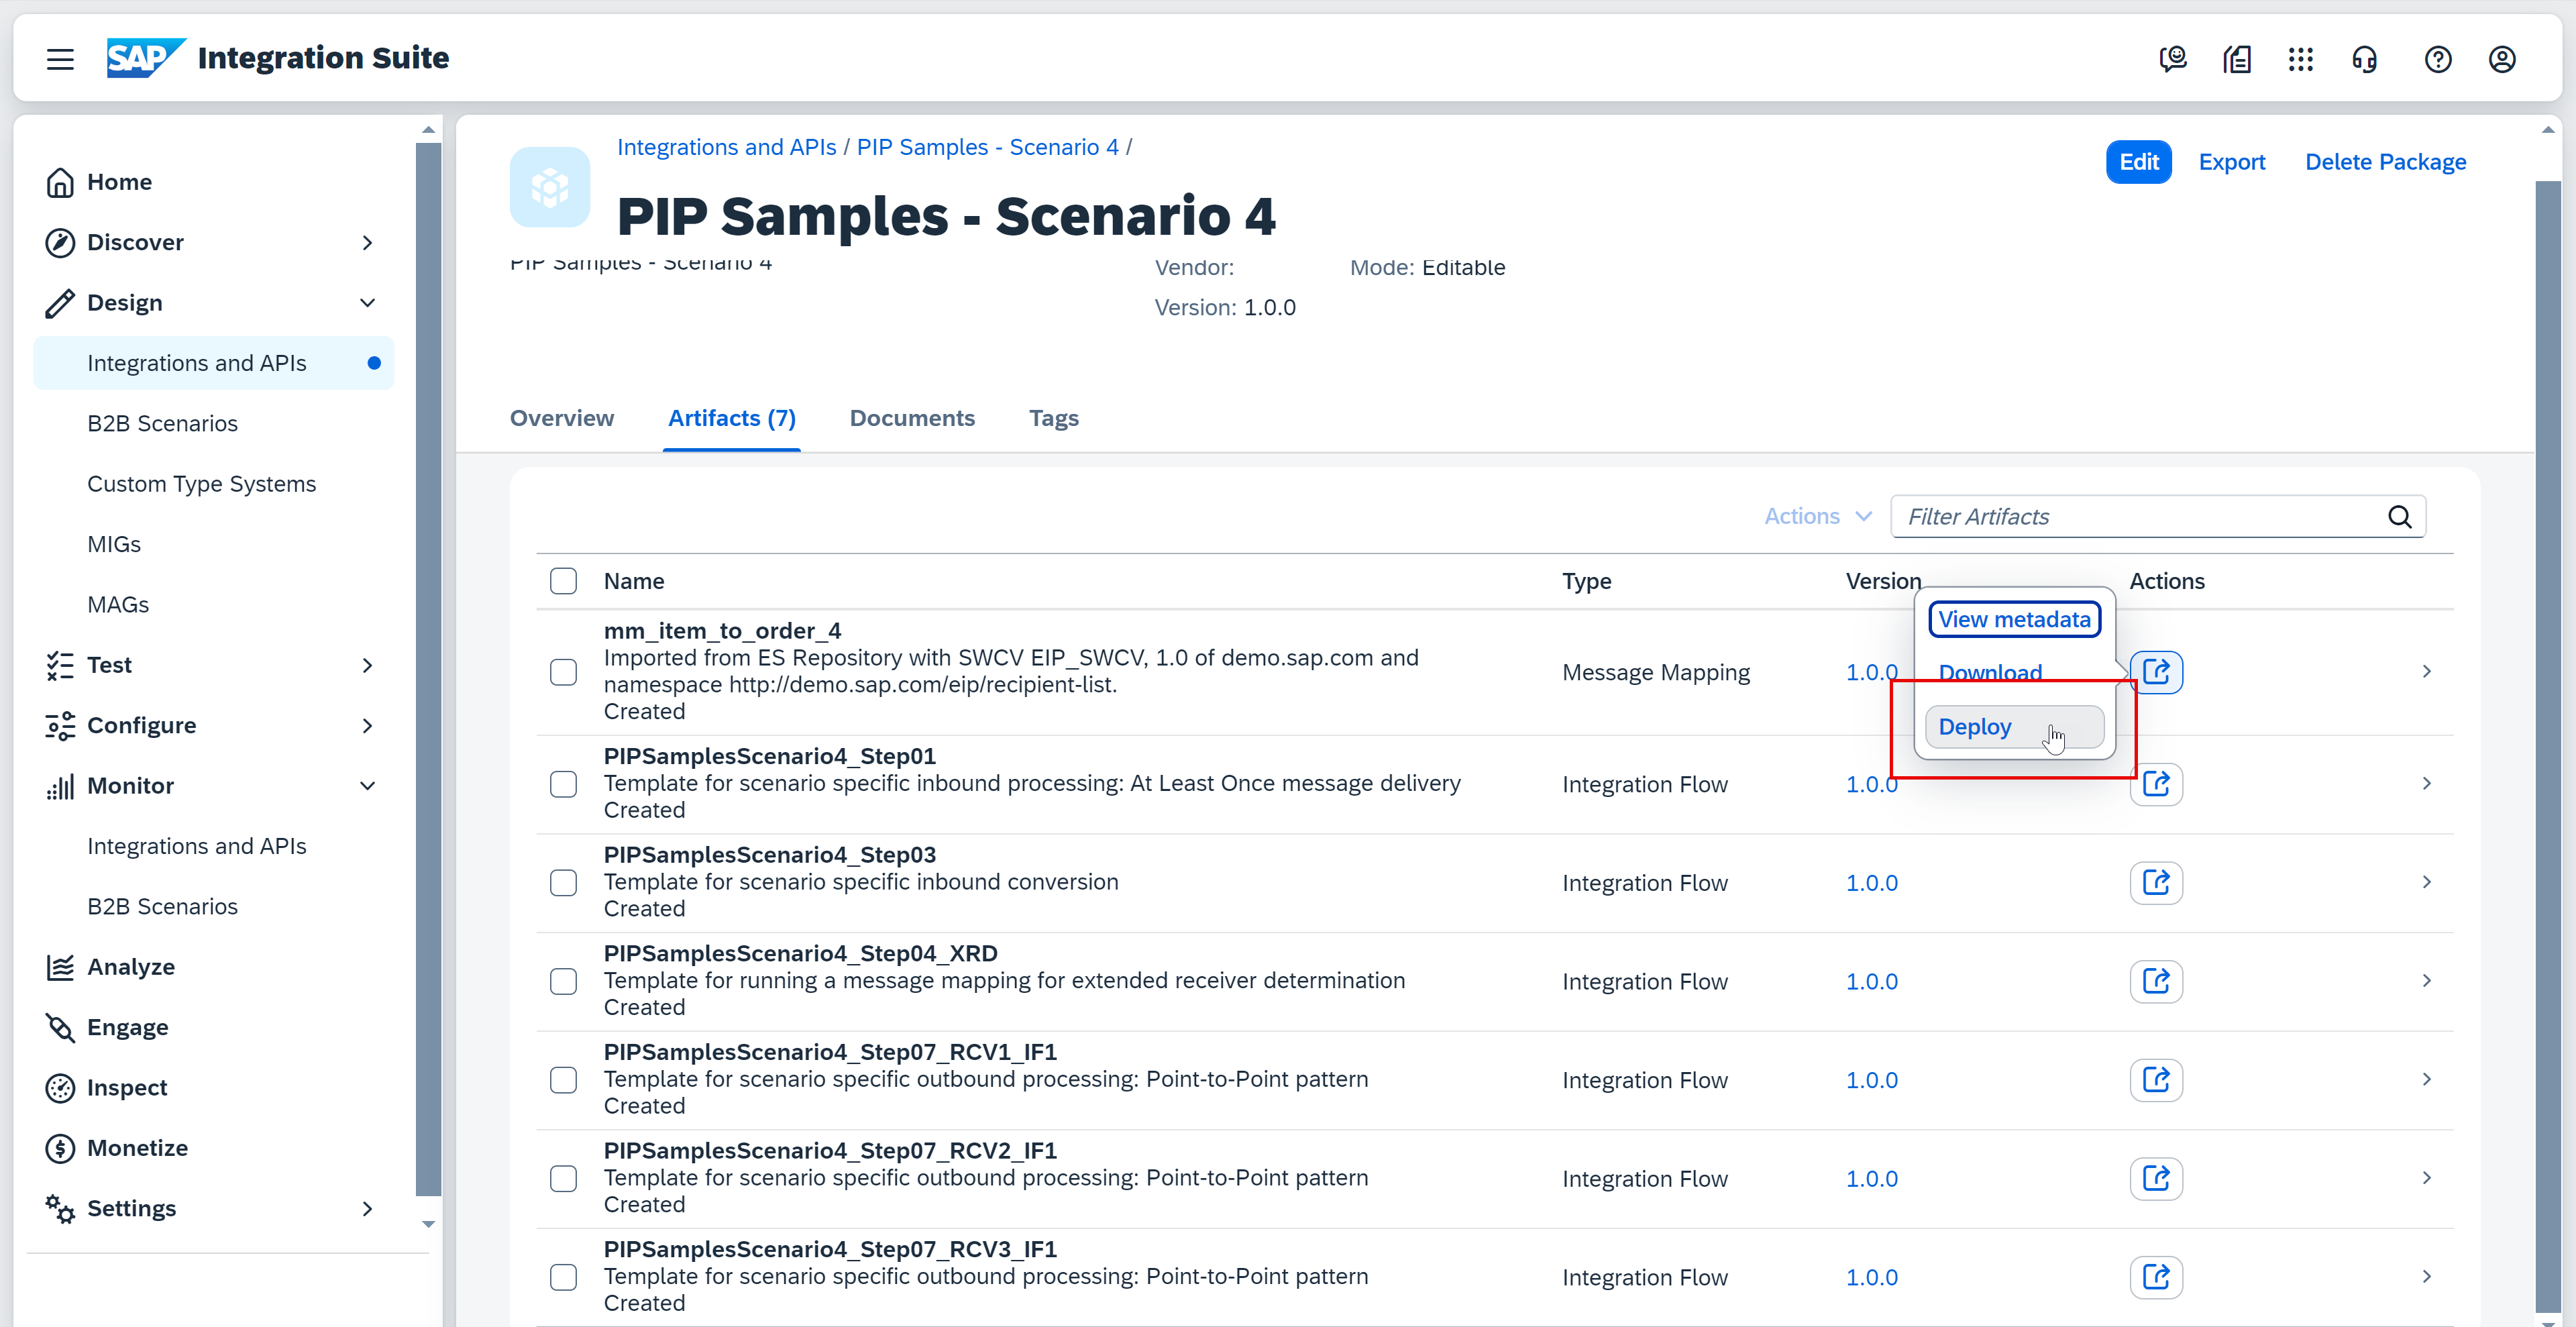 SAP Integration Suite
Home
Discover
Design
Integrations and APIs
B2B Scenarios
Custom Type Systems
MIGs
MAGs
Test
Configure
Monitor
Integrations and APIs
B2B Scenarios
Analyze
Engage
Inspect
Monetize
Settings
Integrations and APIs / PIP Samples - Scenario 4 /
PIP Samples - Scenario 4
Edit Export Delete Package
PIP Samples - Scenario 4
Vendor: Mode: Editable
Version: 1.0.0
Overview Artifacts (7) Documents Tags
Actions Filter Artifacts
Name Type Version Actions
mm_item_to_order_4
Imported from ES Repository with SWCV EIP_SWCV, 1.0 of demo.sap.com and
namespace http://demo.sap.com/eip/recipient-list.
Created
Message Mapping 1.0.0
View metadata
Download
Deploy
PIPSamplesScenario4_Step01
Template for scenario specific inbound processing: At Least Once message delivery
Created
Integration Flow 1.0.0
PIPSamplesScenario4_Step03
Template for scenario specific inbound conversion
Created
Integration Flow 1.0.0
PIPSamplesScenario4_Step04_XRD
Template for running a message mapping for extended receiver determination
Created
Integration Flow 1.0.0
PIPSamplesScenario4_Step07_RCV1_IF1
Template for scenario specific outbound processing: Point-to-Point pattern
Created
Integration Flow 1.0.0
PIPSamplesScenario4_Step07_RCV2_IF1
Template for scenario specific outbound processing: Point-to-Point pattern
Created
Integration Flow 1.0.0
PIPSamplesScenario4_Step07_RCV3_IF1
Template for scenario specific outbound processing: Point-to-Point pattern
Created
Integration Flow 1.0.0